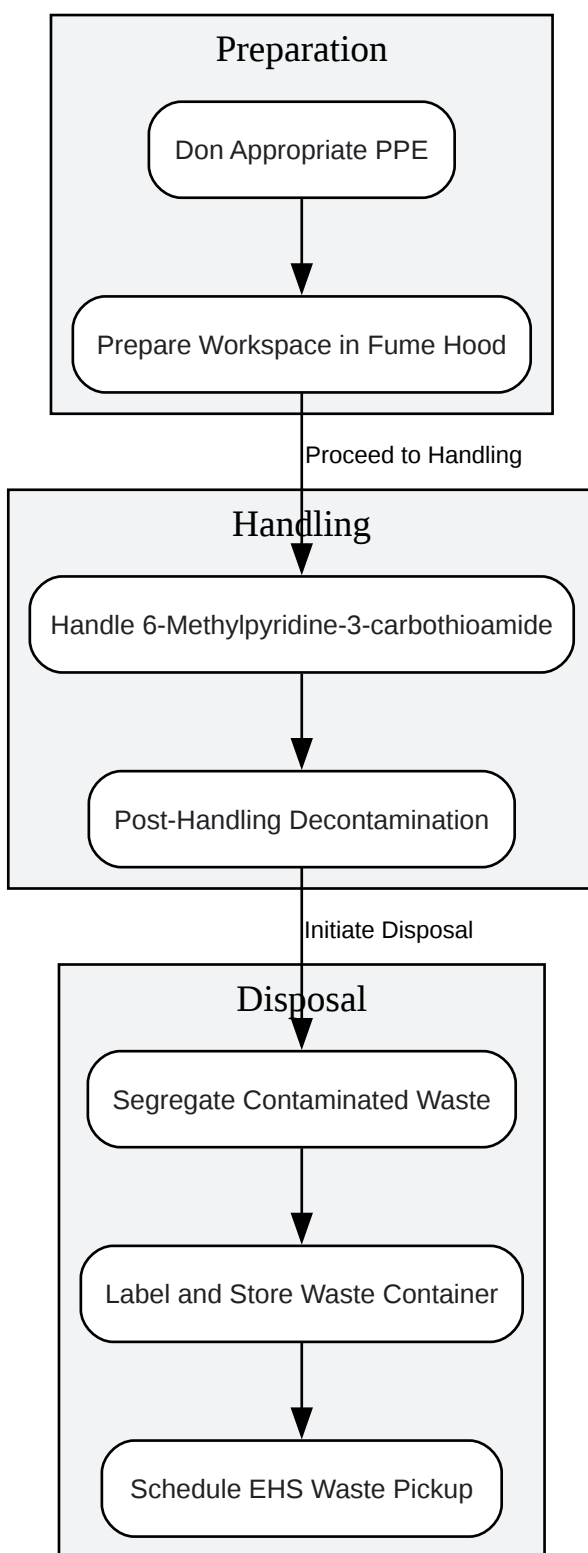 Preparation
Don Appropriate PPE
Prepare Workspace in Fume Hood
Proceed to Handling
Handling
Handle 6-Methylpyridine-3-carbothioamide
Post-Handling Decontamination
Initiate Disposal
Disposal
Segregate Contaminated Waste
Label and Store Waste Container
Schedule EHS Waste Pickup